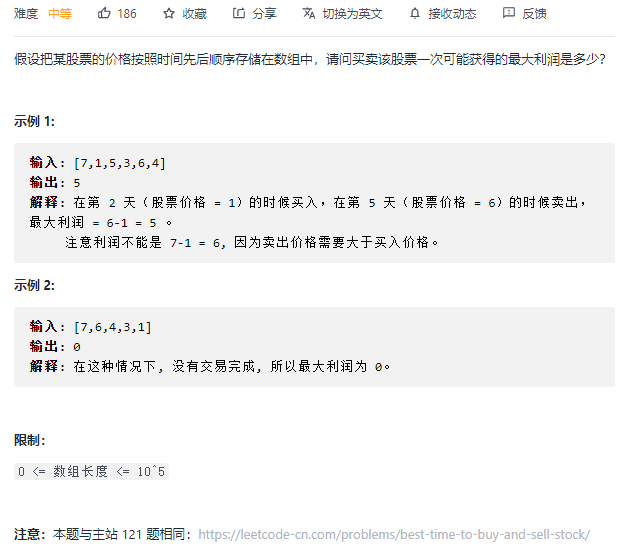 难度 中等 186 收藏 分享 切换为英文 接收动态 反馈
假设把某股票的价格按照时间先后顺序存储在数组中，请问买卖该股票一次可能获得的最大利润是多少？
示例 1:
输入: [7,1,5,3,6,4]
输出: 5
解释: 在第 2 天（股票价格 = 1）的时候买入，在第 5 天（股票价格 = 6）的时候卖出，
最大利润 = 6-1 = 5 。
注意利润不能是 7-1 = 6, 因为卖出价格需要大于买入价格。
示例 2:
输入: [7,6,4,3,1]
输出: 0
解释: 在这种情况下, 没有交易完成, 所以最大利润为 0。
限制：
0 <= 数组长度 <= 10^5
注意：本题与主站 121 题相同：https://leetcode-cn.com/problems/best-time-to-buy-and-sell-stock/